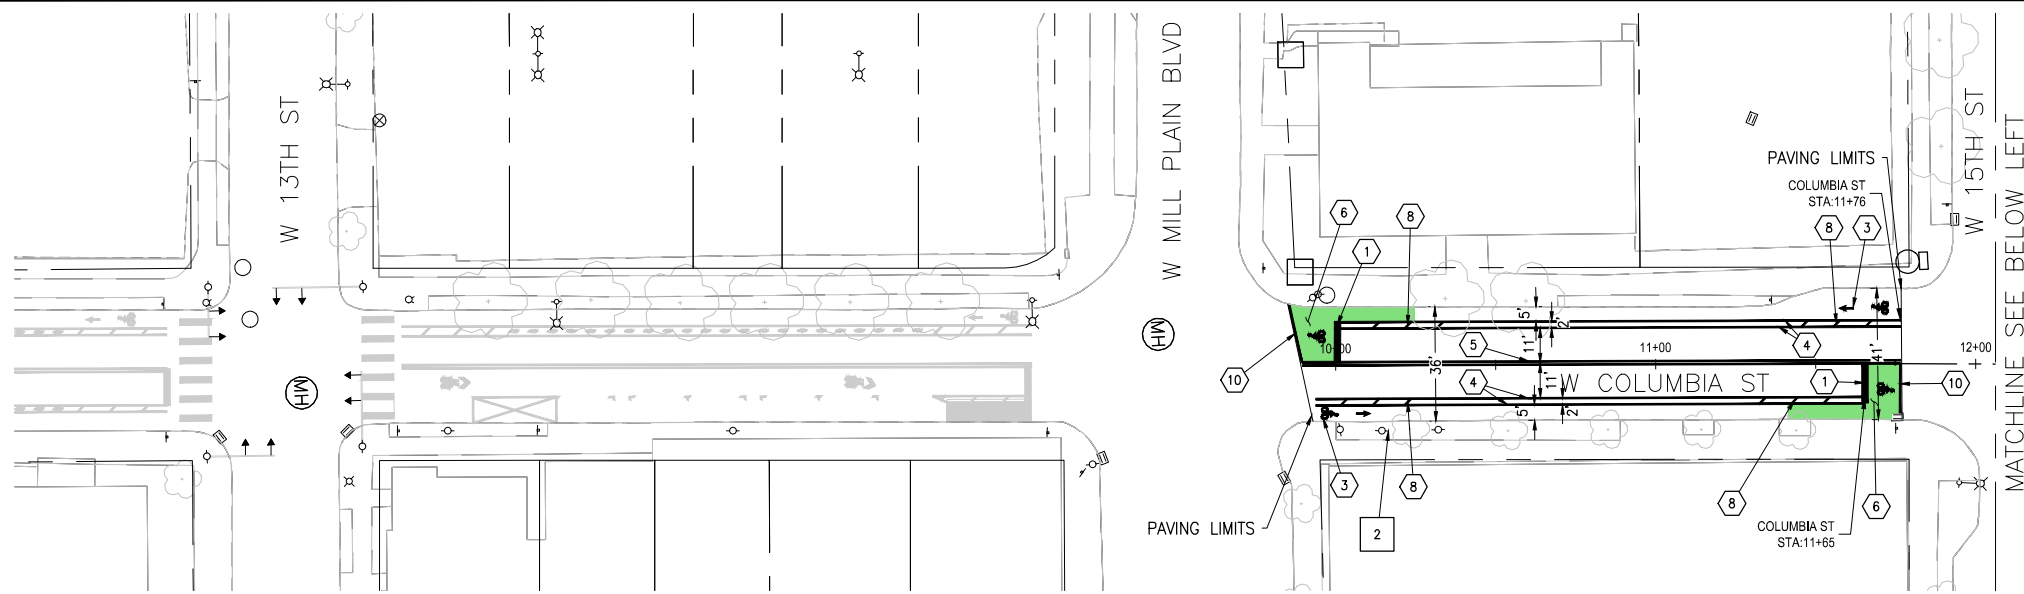 W 13TH ST
W MILL PLAIN BLVD
W 15TH ST
MATCHLINE SEE BELOW LEFT
PAVING LIMITS
COLUMBIA ST
STA:11+76
6
8
1
8
3
MH
MH
5'
2'
11'
36'
41'
10+00
11+00
12+00
5
4
4
10
1
10
11'
W COLUMBIA ST
5'
2'
3
8
8
6
2
PAVING LIMITS
COLUMBIA ST
STA:11+65